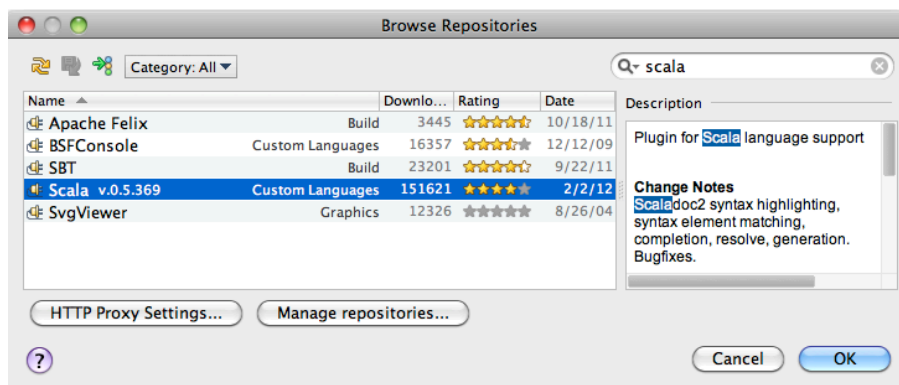 Browse Repositories
Category: All
scala
Name Downlo... Rating Date
Apache Felix Build 3445 10/18/11
BSFConsole Custom Languages 16357 12/12/09
SBT Build 23201 9/22/11
Scala v.0.5.369 Custom Languages 151621 2/2/12
SvgViewer Graphics 12326 8/26/04
Description
Plugin for Scala language support
Change Notes
Scaladoc2 syntax highlighting,
syntax element matching,
completion, resolve, generation.
Bugfixes.
HTTP Proxy Settings... Manage repositories...
? Cancel OK